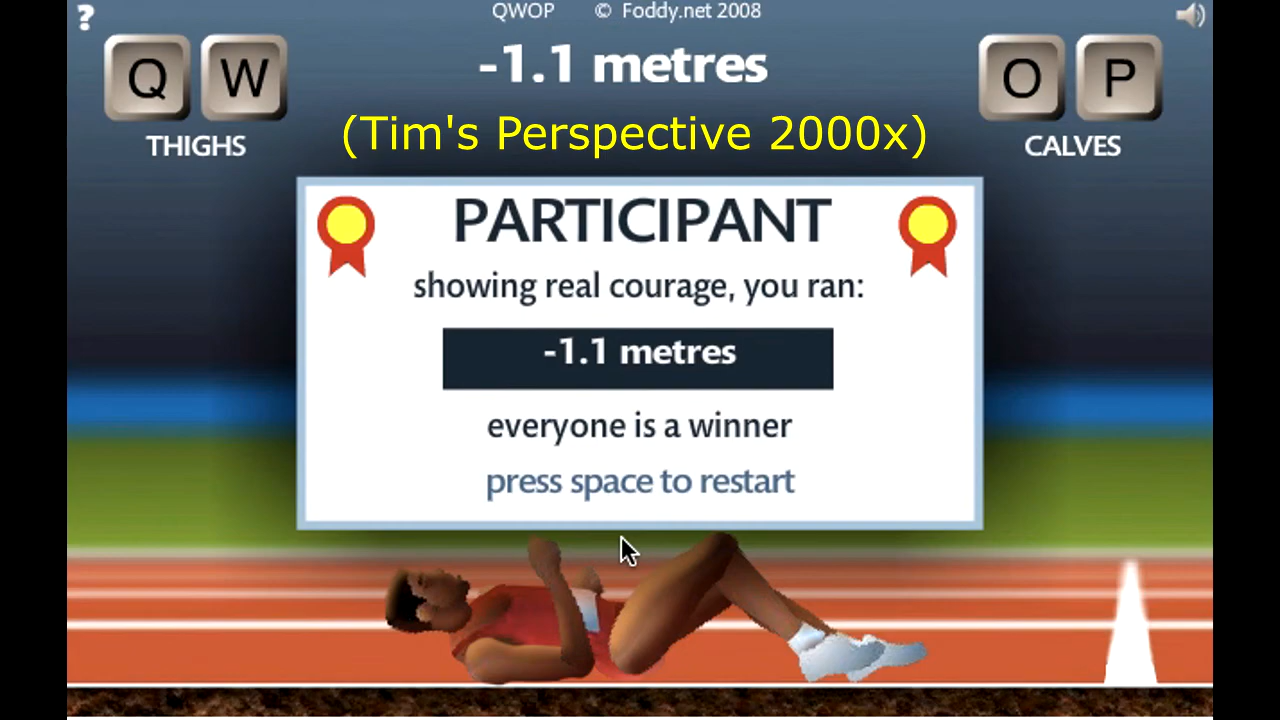 ?
QWOP © Foddy.net 2008
-1.1 metres
Q W
O P
THIGHS
CALVES
(Tim's Perspective 2000x)
PARTICIPANT
showing real courage, you ran:
-1.1 metres
everyone is a winner
press space to restart